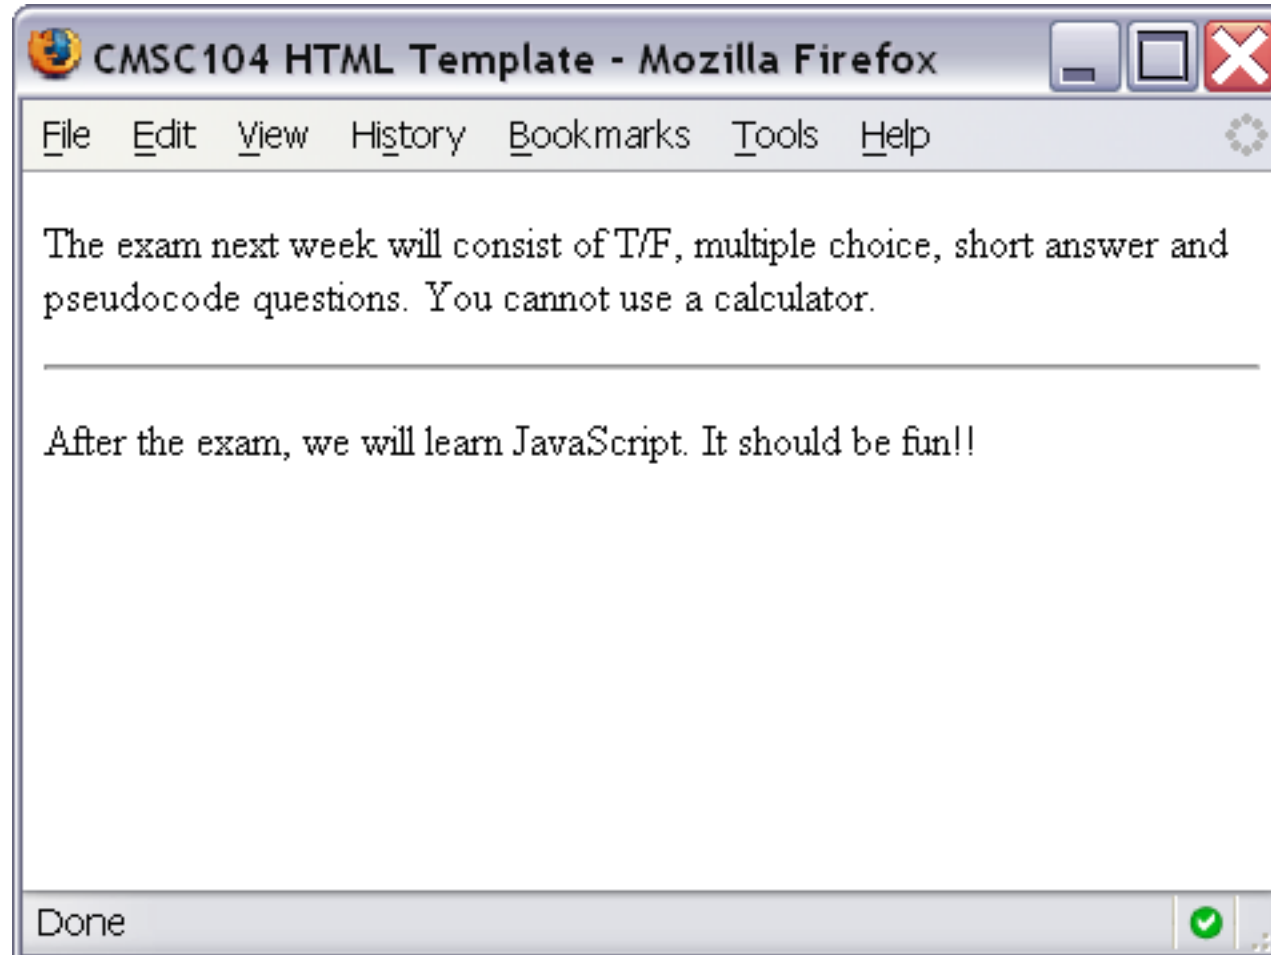 CMSC104 HTML Template - Mozilla Firefox
File Edit View History Bookmarks Tools Help
The exam next week will consist of T/F, multiple choice, short answer and
pseudocode questions. You cannot use a calculator.
After the exam, we will learn JavaScript. It should be fun!!
Done